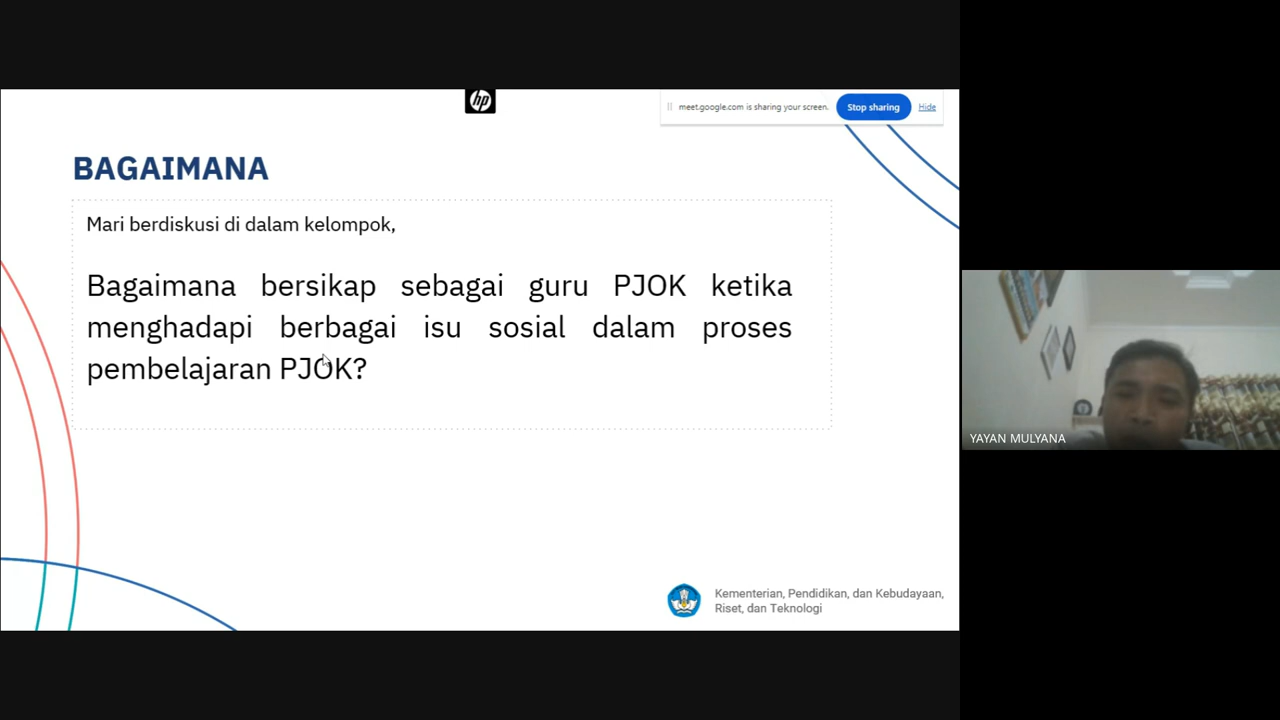 hp
meet.google.com is sharing your screen.
Stop sharing
Hide
BAGAIMANA
Mari berdiskusi di dalam kelompok,
Bagaimana bersikap sebagai guru PJOK ketika
menghadapi berbagai isu sosial dalam proses
pembelajaran PJOK?
YAYAN MULYANA
Kementerian, Pendidikan, dan Kebudayaan,
Riset, dan Teknologi